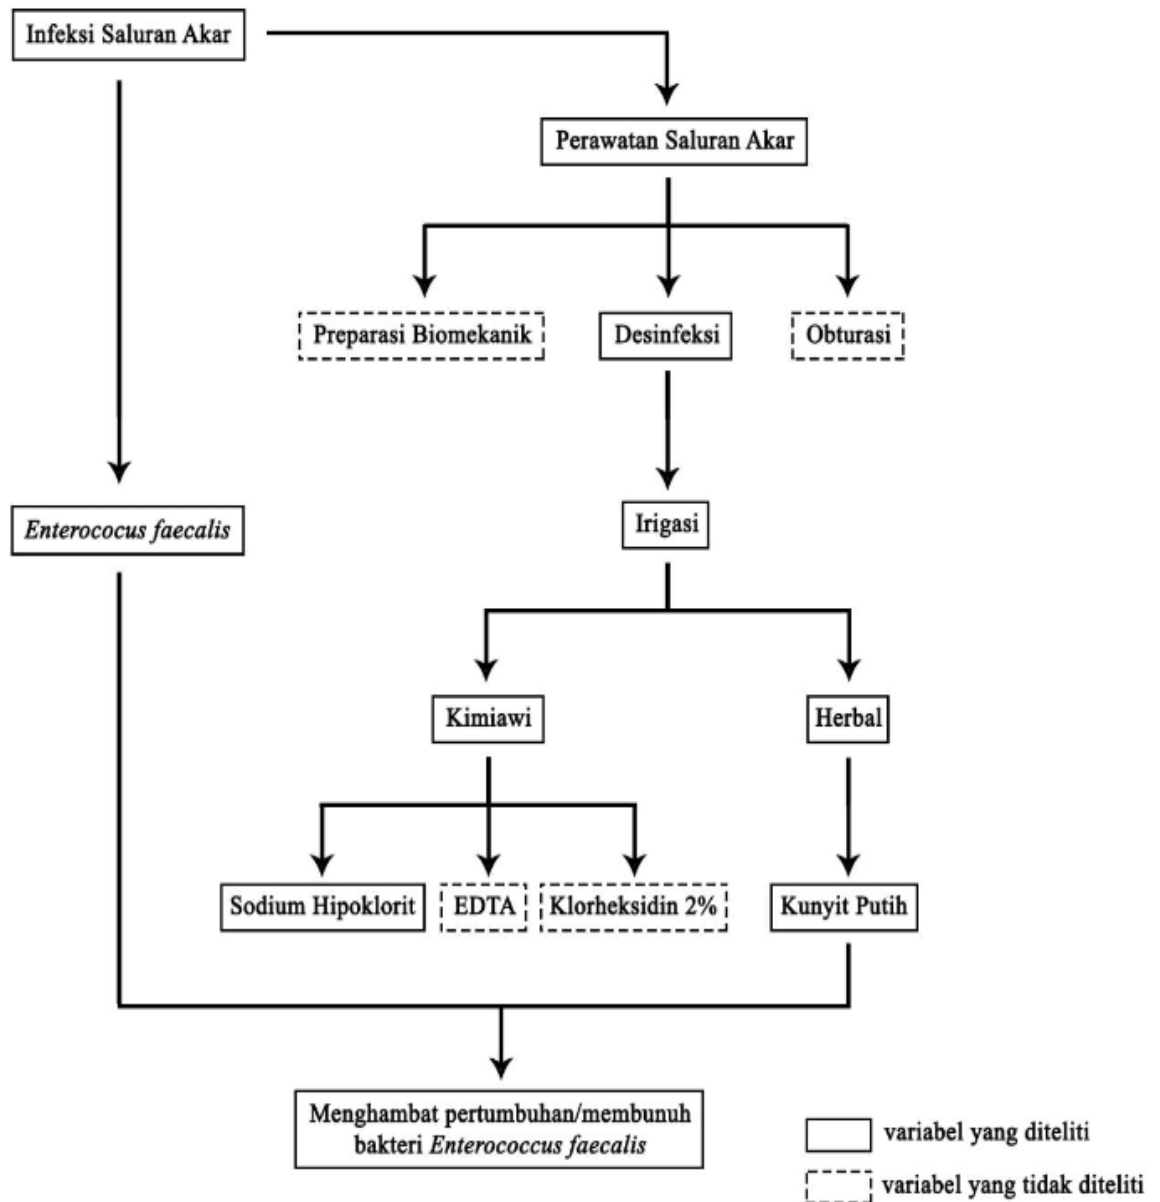 Infeksi Saluran Akar
Perawatan Saluran Akar
Preparasi Biomekanik
Desinfeksi
Obturasi
Enterococus faecalis
Irigasi
Kimiawi
Herbal
Sodium Hipoklorit
EDTA
Klorheksidin 2%
Kunyit Putih
Menghambat pertumbuhan/membunuh
bakteri Enterococcus faecalis
variabel yang diteliti
variabel yang tidak diteliti